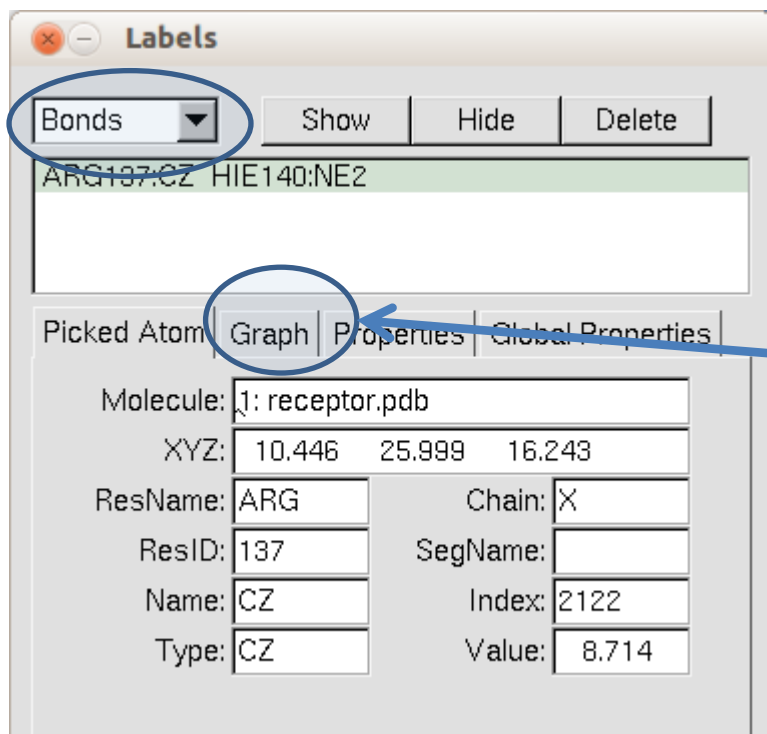 Labels
Bonds Show Hide Delete
ARG137:CZ HIE140:NE2
Picked Atom Graph Properties Global Properties
Molecule: 1: receptor.pdb
XYZ: 10.446 25.999 16.243
ResName: ARG Chain: X
ResID: 137 SegName:
Name: CZ Index: 2122
Type: CZ Value: 8.714